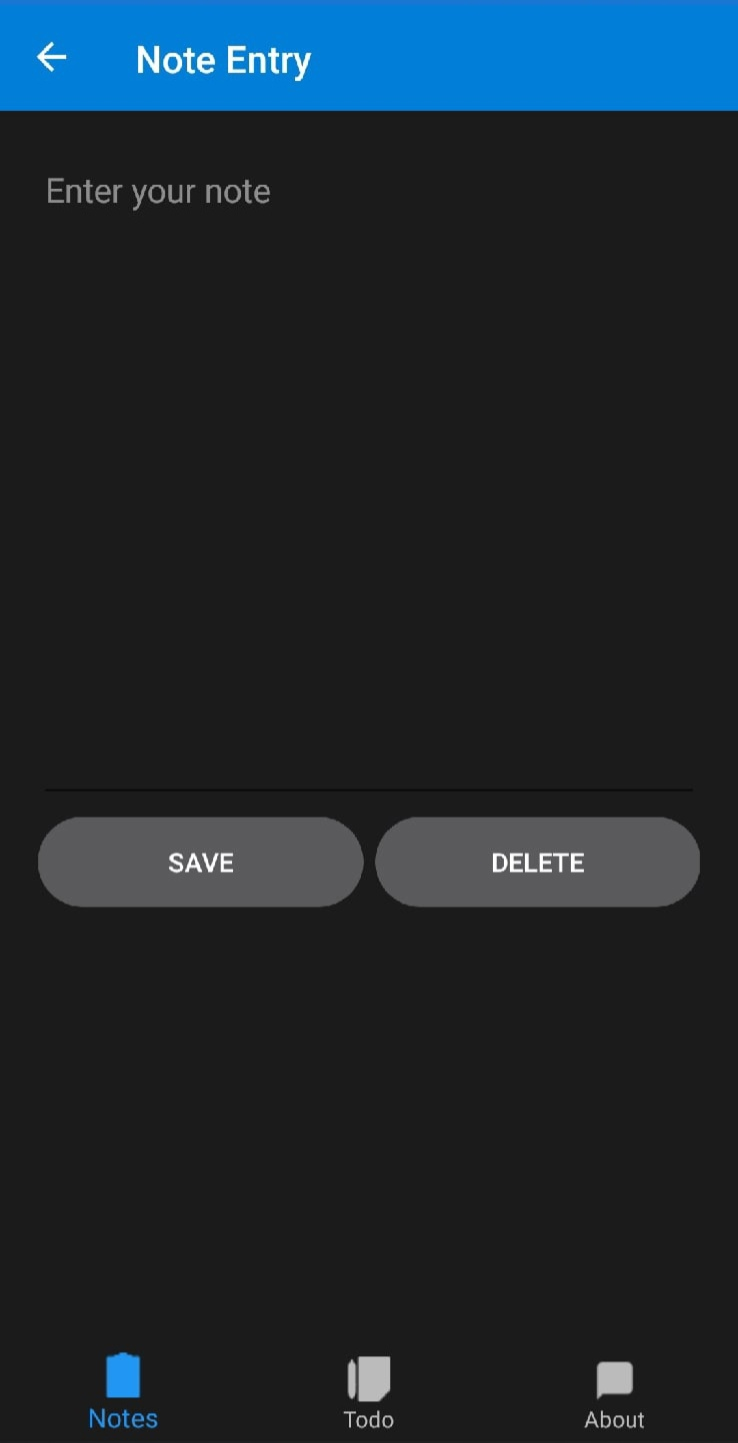 Note Entry
Enter your note
SAVE DELETE
Notes Todo About